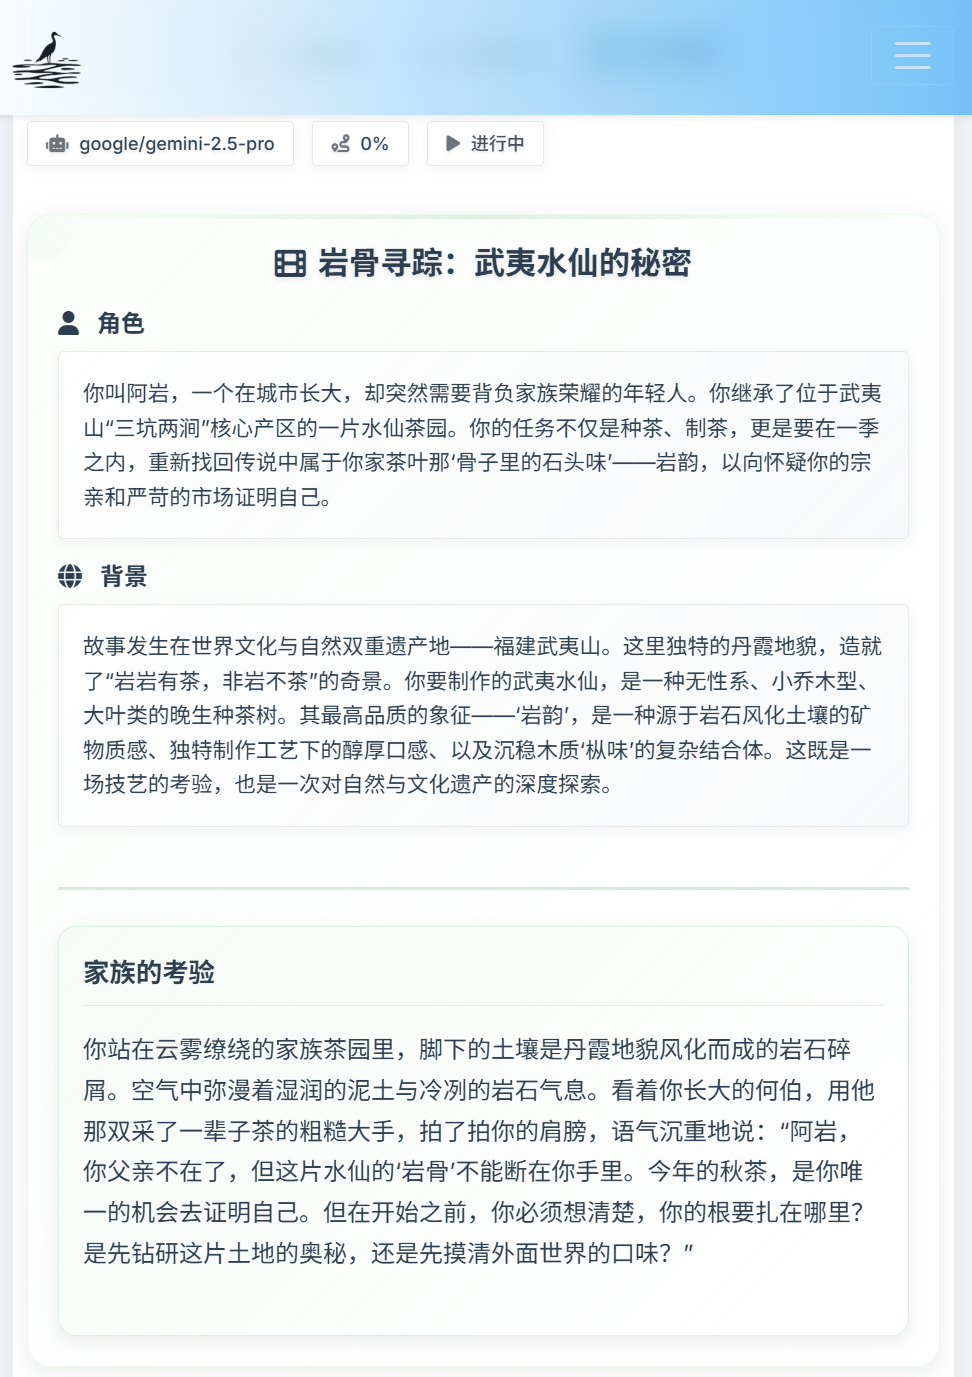 google/gemini-2.5-pro
0%
进行中
岩骨寻踪：武夷水仙的秘密
角色
你叫阿岩，一个在城市长大，却突然需要背负家族荣耀的年轻人。你继承了位于武夷
山“三坑两涧”核心产区的一片水仙茶园。你的任务不仅是种茶、制茶，更是要在一季
之内，重新找回传说中属于你家茶叶那‘骨子里的石头味’——岩韵，以向怀疑你的宗
亲和严苛的市场证明自己。
背景
故事发生在世界文化与自然双重遗产地——福建武夷山。这里独特的丹霞地貌，造就
了“岩岩有茶，非岩不茶”的奇景。你要制作的武夷水仙，是一种无性系、小乔木型、
大叶类的晚生种茶树。其最高品质的象征——‘岩韵’，是一种源于岩石风化土壤的矿
物质感、独特制作工艺下的醇厚口感、以及沉稳木质‘枞味’的复杂结合体。这既是一
场技艺的考验，也是一次对自然与文化遗产的深度探索。
家族的考验
你站在云雾缭绕的家族茶园里，脚下的土壤是丹霞地貌风化而成的岩石碎
屑。空气中弥漫着湿润的泥土与冷冽的岩石气息。看着你长大的何伯，用他
那双采了一辈子茶的粗糙大手，拍了拍你的肩膀，语气沉重地说：“阿岩，
你父亲不在了，但这片水仙的‘岩骨’不能断在你手里。今年的秋茶，是你唯
一的机会去证明自己。但在开始之前，你必须想清楚，你的根要扎在哪里？
是先钻研这片土地的奥秘，还是先摸清外面世界的口味？”